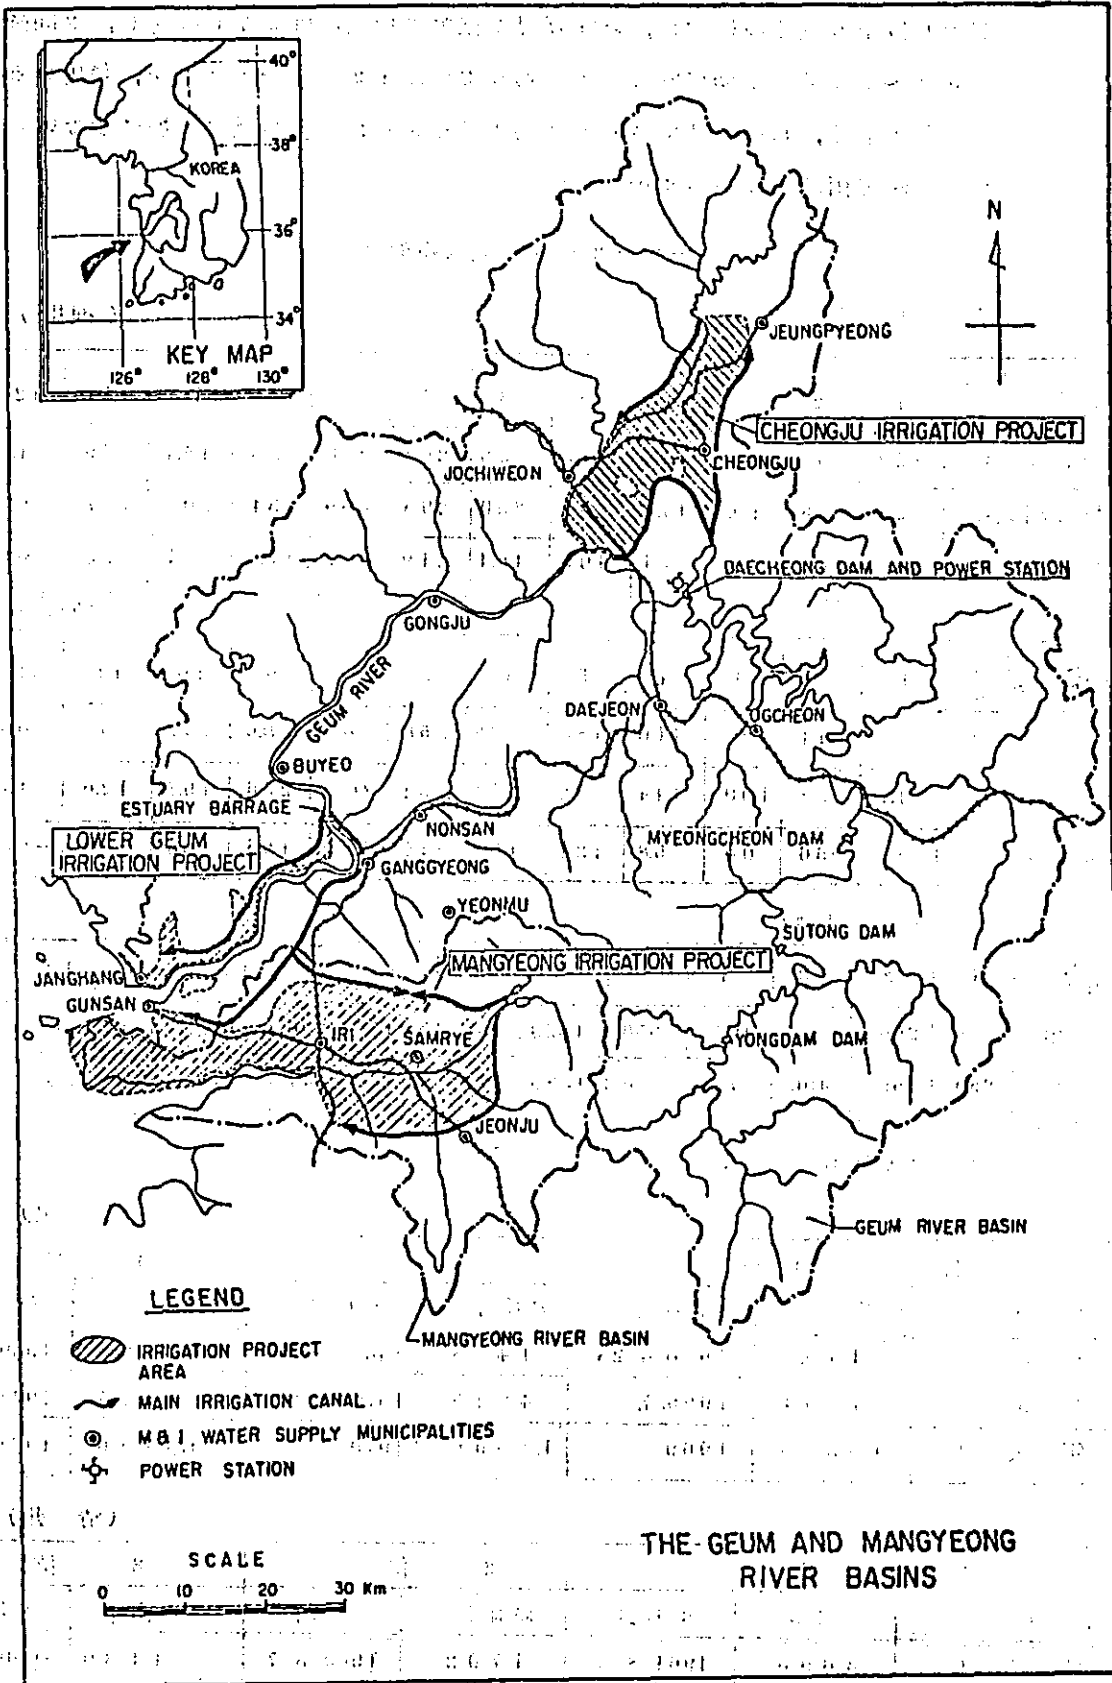 40°
38°
KOREA
36°
34°
KEY MAP
126° 128° 130°
N
JEUNGPYEONG
CHEONGJU IRRIGATION PROJECT
CHEONGJU
JOCHIWEON
DAECHEONG DAM AND POWER STATION
GONGJU
GEUM RIVER
DAEJEON
OGCHEON
BUYEO
ESTUARY BARRAGE
NONSAN
MYEONGCHEON DAM
LOWER GEUM
IRRIGATION PROJECT
GANGGYEONG
YEONMU
SUTONG DAM
MANGYEONG IRRIGATION PROJECT
JANGHANG
GUNSAN
IRI
SAMRYE
YONGDAM DAM
JEONJU
GEUM RIVER BASIN
MANGYEONG RIVER BASIN
LEGEND
IRRIGATION PROJECT
AREA
MAIN IRRIGATION CANAL
M & I WATER SUPPLY MUNICIPALITIES
POWER STATION
SCALE
0 10 20 30 Km
THE GEUM AND MANGYEONG
RIVER BASINS